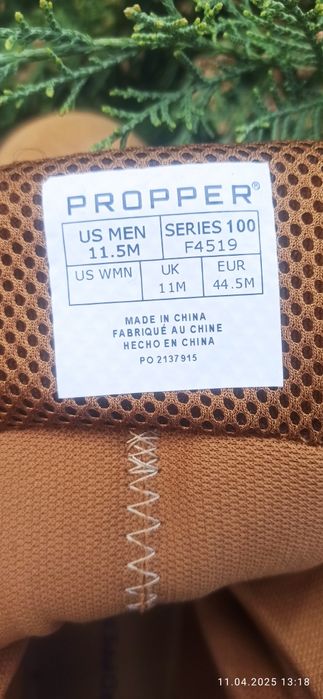 PROPPER®
US MEN SERIES 100
11.5M F4519
US WMN UK EUR
11M 44.5M
MADE IN CHINA
FABRIQUÉ AU CHINE
HECHO EN CHINA
PO 2137915
11.04.2025 13:18